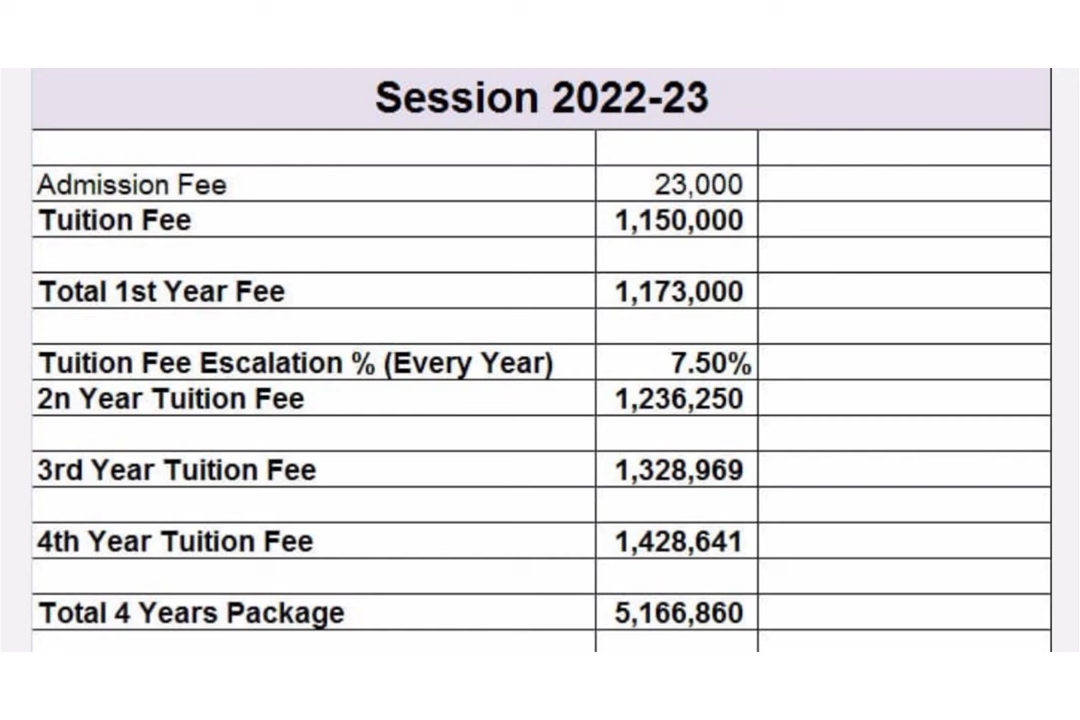 Session 2022-23
Admission Fee 23,000
Tuition Fee 1,150,000
Total 1st Year Fee 1,173,000
Tuition Fee Escalation % (Every Year) 7.50%
2n Year Tuition Fee 1,236,250
3rd Year Tuition Fee 1,328,969
4th Year Tuition Fee 1,428,641
Total 4 Years Package 5,166,860